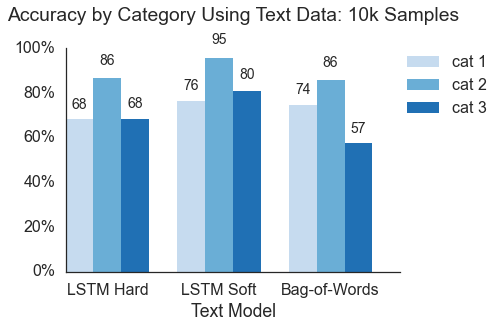 Accuracy by Category Using Text Data: 10k Samples
100%
80%
60%
40%
20%
0%
68
86
68
76
95
80
74
86
57
cat 1
cat 2
cat 3
LSTM Hard
LSTM Soft
Bag-of-Words
Text Model